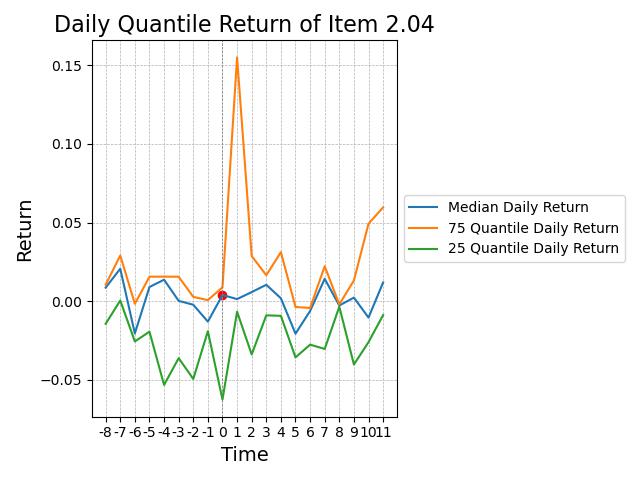 Daily Quantile Return of Item 2.04
Return
0.15
0.10
0.05
0.00
−0.05
-8 -7 -6 -5 -4 -3 -2 -1 0 1 2 3 4 5 6 7 8 9 10 11
Time
Median Daily Return
75 Quantile Daily Return
25 Quantile Daily Return